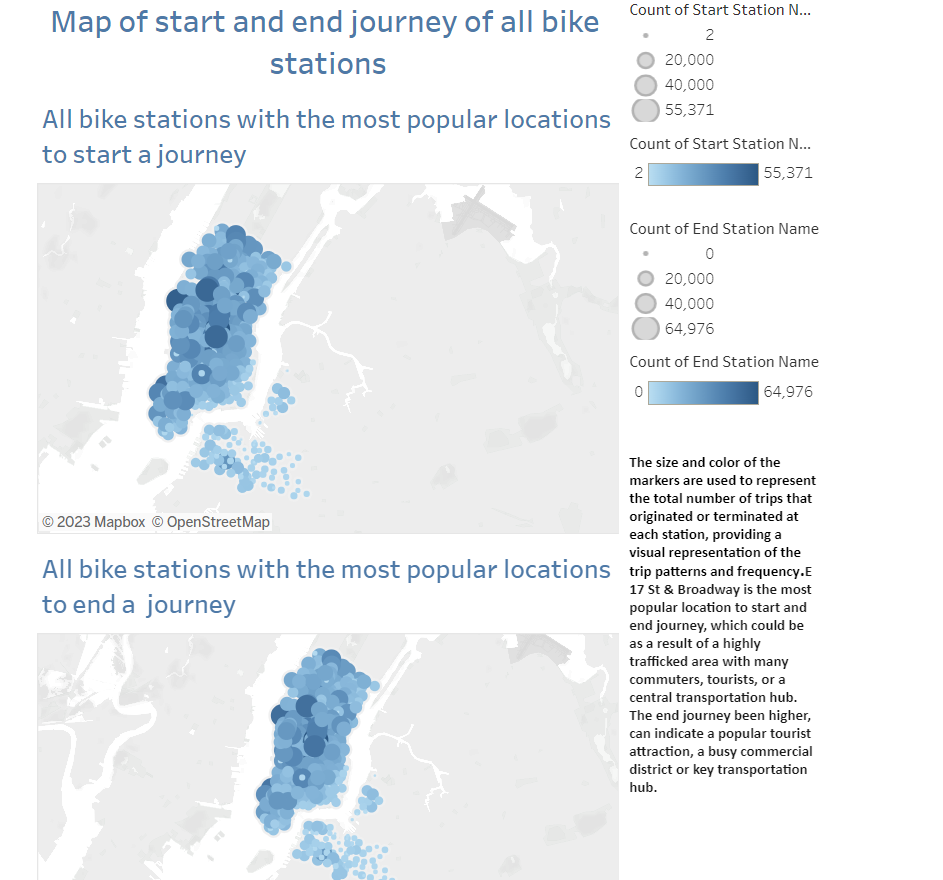 Map of start and end journey of all bike
stations
All bike stations with the most popular locations
to start a journey
© 2023 Mapbox © OpenStreetMap
All bike stations with the most popular locations
to end a  journey
Count of Start Station N...
2
20,000
40,000
55,371
Count of Start Station N...
2 55,371
Count of End Station Name
0
20,000
40,000
64,976
Count of End Station Name
0 64,976
The size and color of the
markers are used to represent
the total number of trips that
originated or terminated at
each station, providing a
visual representation of the
trip patterns and frequency.E
17 St & Broadway is the most
popular location to start and
end journey, which could be
as a result of a highly
trafficked area with many
commuters, tourists, or a
central transportation hub.
The end journey been higher,
can indicate a popular tourist
attraction, a busy commercial
district or key transportation
hub.